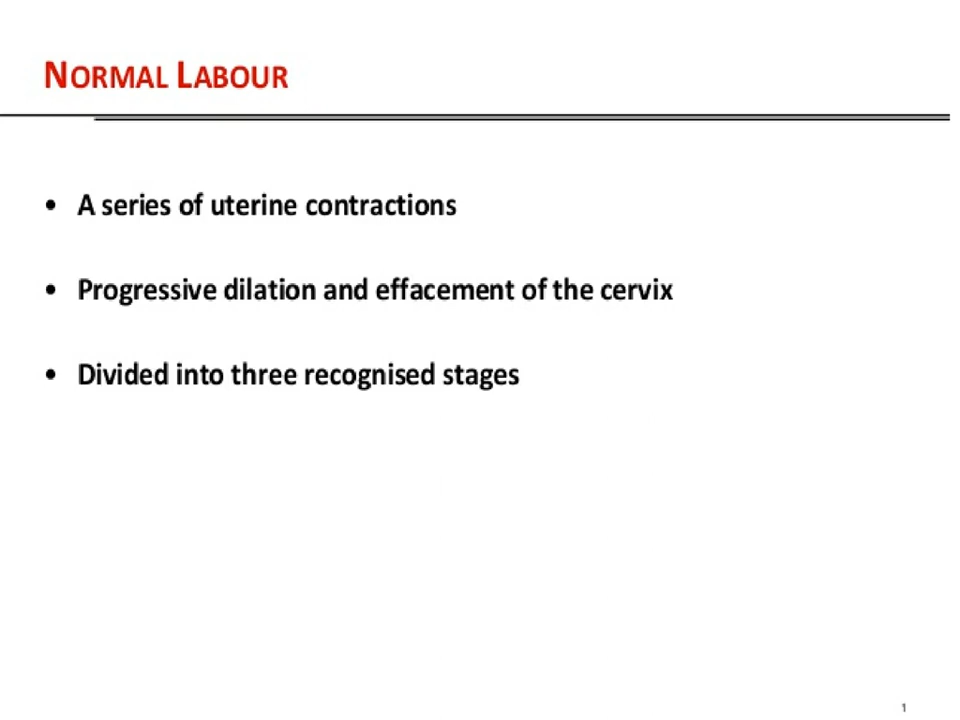 NORMAL LABOUR
• A series of uterine contractions
• Progressive dilation and effacement of the cervix
• Divided into three recognised stages
1